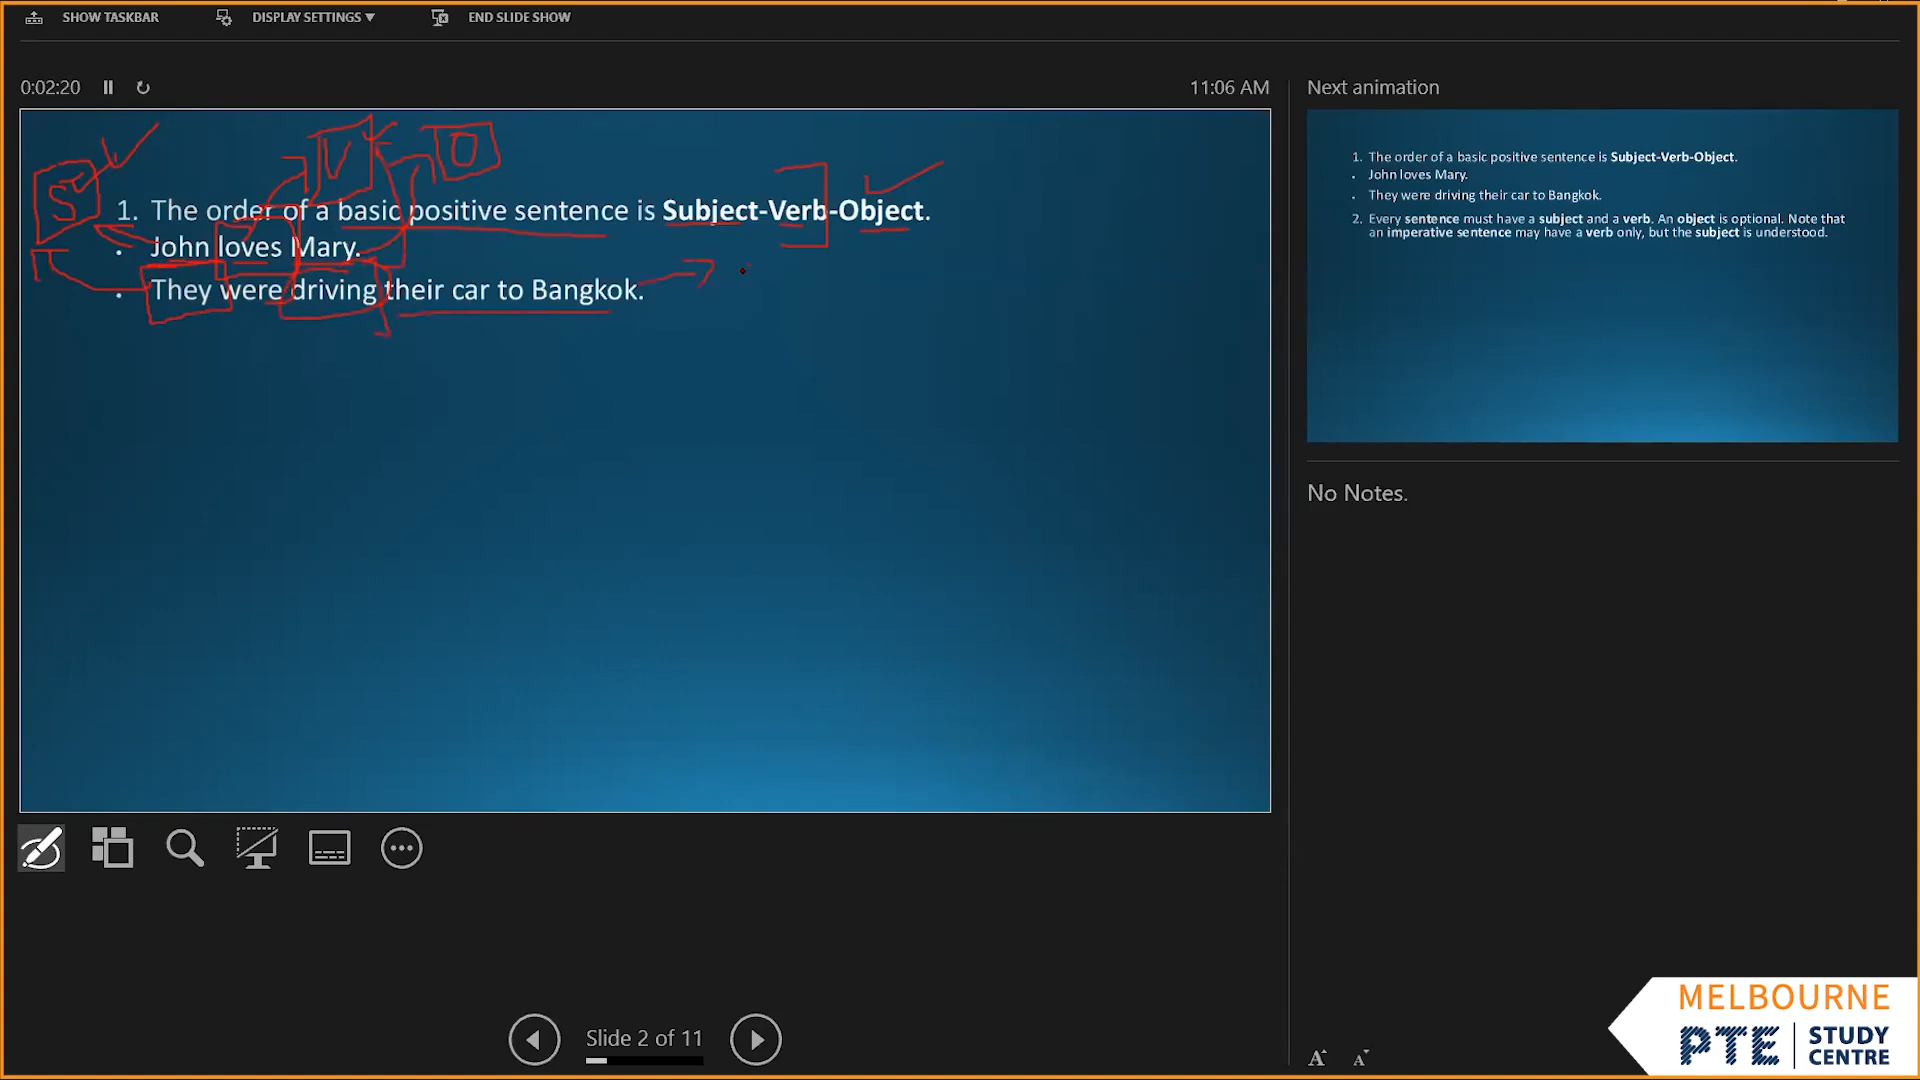 SHOW TASKBAR
DISPLAY SETTINGS ▼
END SLIDE SHOW
0:02:20
11:06 AM
S
V
O
1. The order of a basic positive sentence is Subject-Verb-Object.
• John loves Mary.
• They were driving their car to Bangkok.
Next animation
1. The order of a basic positive sentence is Subject-Verb-Object.
• John loves Mary.
• They were driving their car to Bangkok.
2. Every sentence must have a subject and a verb. An object is optional. Note that
an imperative sentence may have a verb only, but the subject is understood.
No Notes.
Slide 2 of 11
A A
MELBOURNE
PTE STUDY
CENTRE